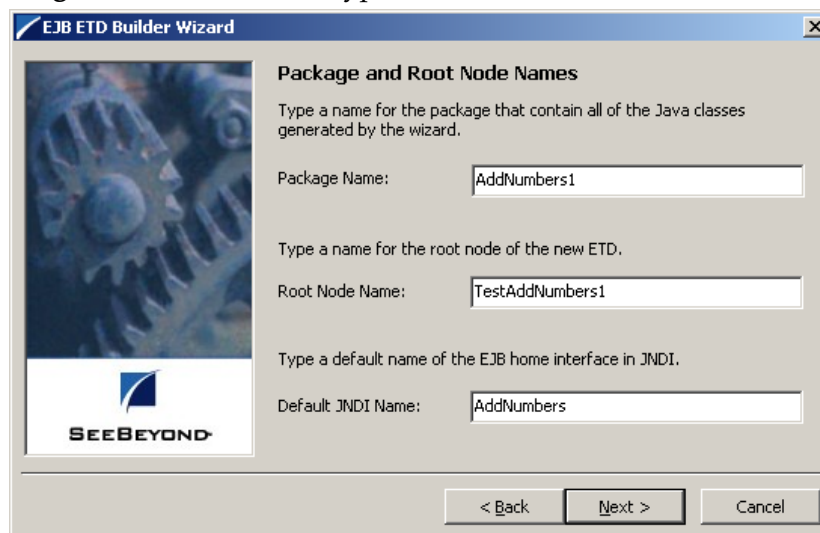 EJB ETD Builder Wizard
Package and Root Node Names
Type a name for the package that contain all of the Java classes
generated by the wizard.
Package Name: AddNumbers1
Type a name for the root node of the new ETD.
Root Node Name: TestAddNumbers1
Type a default name of the EJB home interface in JNDI.
Default JNDI Name: AddNumbers
SEEBEYOND
< Back Next > Cancel